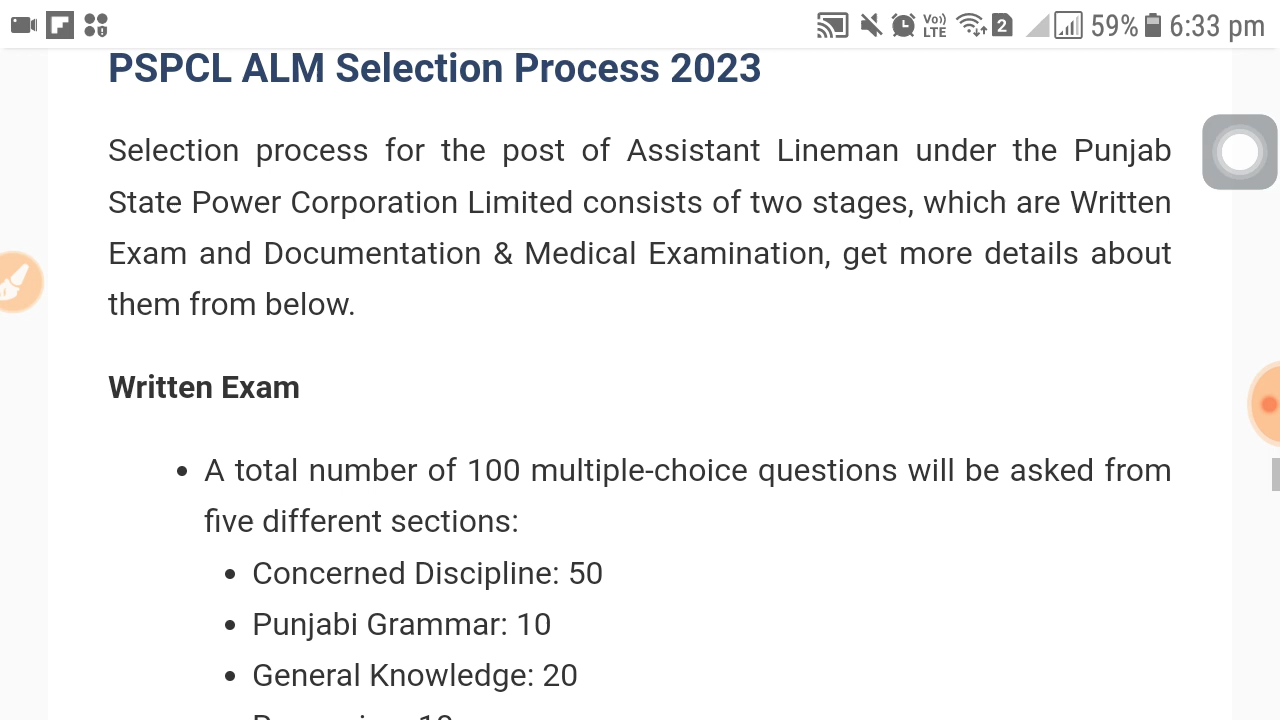 Vo))
LTE
2
59%
6:33 pm
PSPCL ALM Selection Process 2023
Selection process for the post of Assistant Lineman under the Punjab
State Power Corporation Limited consists of two stages, which are Written
Exam and Documentation & Medical Examination, get more details about
them from below.
Written Exam
• A total number of 100 multiple-choice questions will be asked from
five different sections:
• Concerned Discipline: 50
• Punjabi Grammar: 10
• General Knowledge: 20